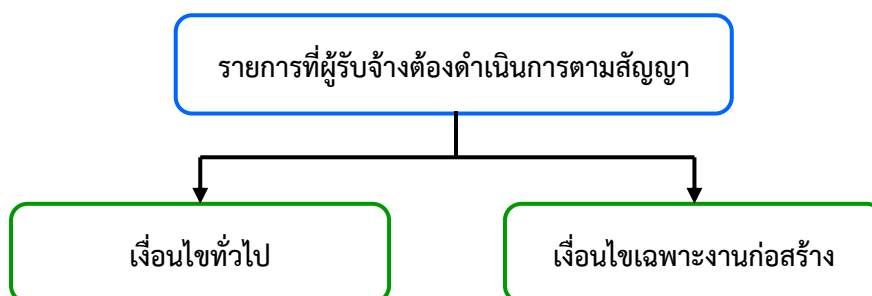 รายการที่ผู้รับจ้างต้องดำเนินการตามสัญญา
เงื่อนไขทั่วไป
เงื่อนไขเฉพาะงานก่อสร้าง